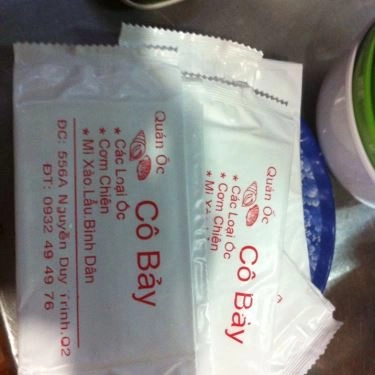 Quán Ốc
Cô Bảy
* Các Loại Ốc
* Cơm Chiên
* Mì Xào Lẩu Bình Dân
ĐC: 556A Nguyễn Duy Trinh.Q2
ĐT: 0932 49 49 76
Quán Ốc
Cô Bảy
* Các Loại Ốc
* Cơm Chiên
* Mì